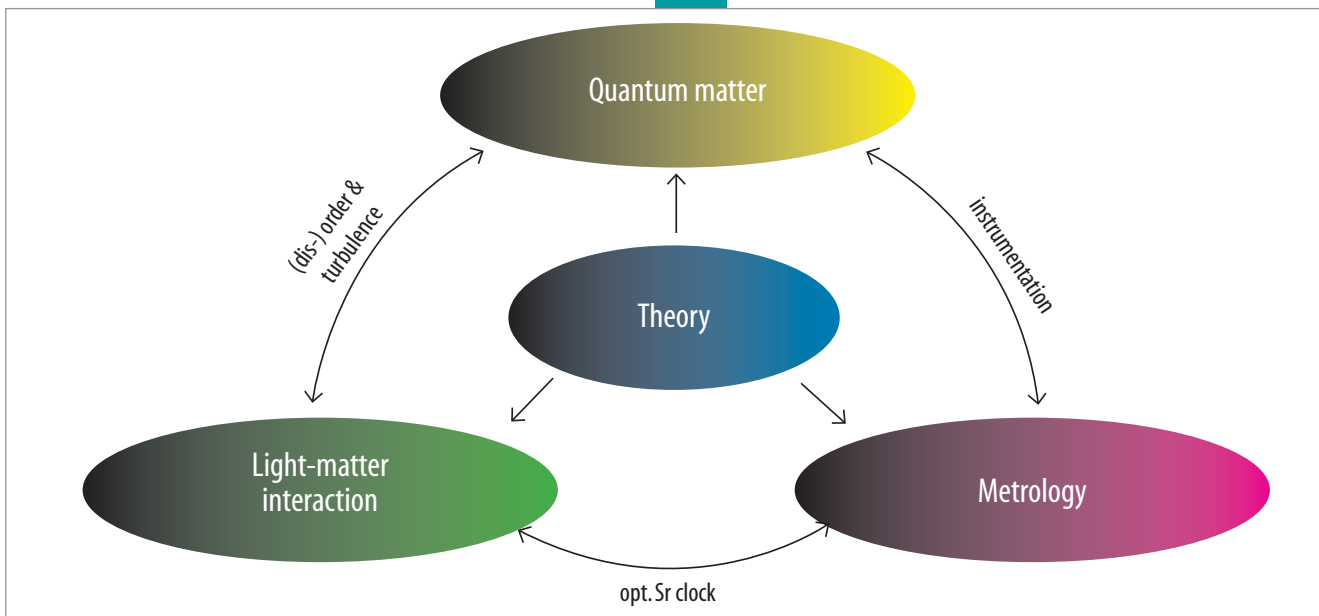 Quantum matter
(dis-) order &
turbulence
instrumentation
Theory
Light-matter
interaction
Metrology
opt. Sr clock